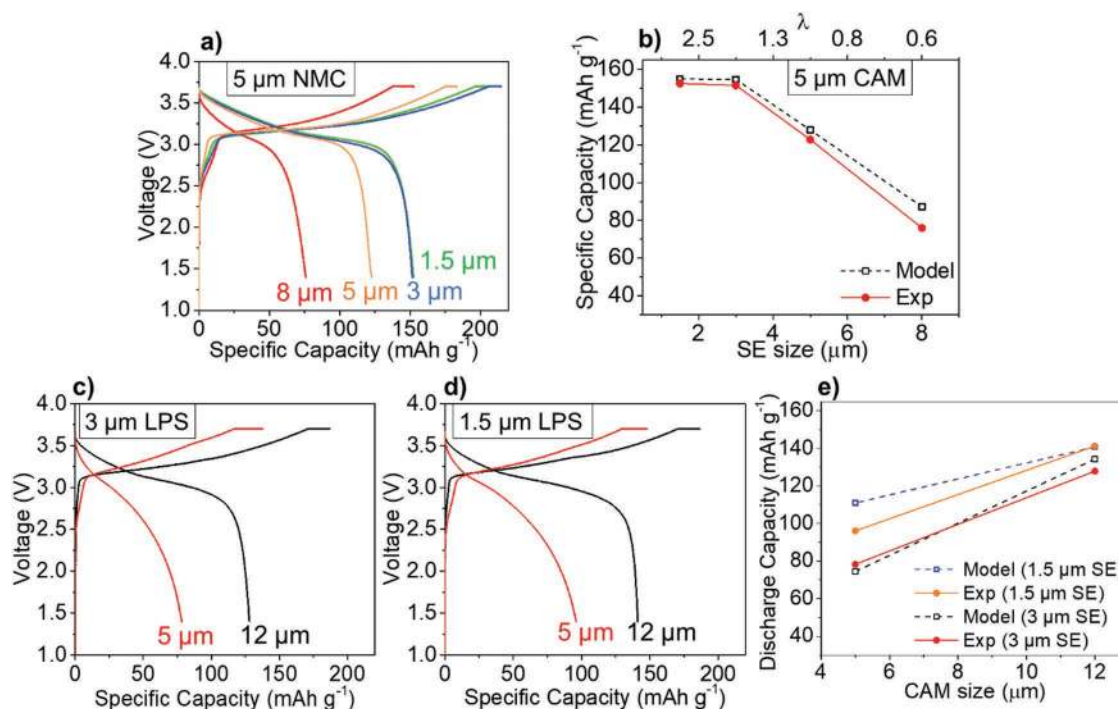 a)
5 µm NMC
4.0
3.5
3.0
2.5
2.0
1.5
1.0
Voltage (V)
8 µm
5 µm
3 µm
1.5 µm
0
50
100
150
200
Specific Capacity (mAh g⁻¹)
b)
λ
2.5
1.3
0.8
0.6
5 µm CAM
160
140
120
100
80
60
40
Specific Capacity (mAh g⁻¹)
Model
Exp
2
4
6
8
SE size (µm)
c)
3 µm LPS
4.0
3.5
3.0
2.5
2.0
1.5
1.0
Voltage (V)
5 µm
12 µm
0
50
100
150
200
Specific Capacity (mAh g⁻¹)
d)
1.5 µm LPS
4.0
3.5
3.0
2.5
2.0
1.5
1.0
Voltage (V)
5 µm
12 µm
0
50
100
150
200
Specific Capacity (mAh g⁻¹)
e)
160
140
120
100
80
60
40
Discharge Capacity (mAh g⁻¹)
Model (1.5 µm SE
Exp (1.5 µm SE)
Model (3 µm SE)
Exp (3 µm SE)
4
6
8
10
12
CAM size (µm)